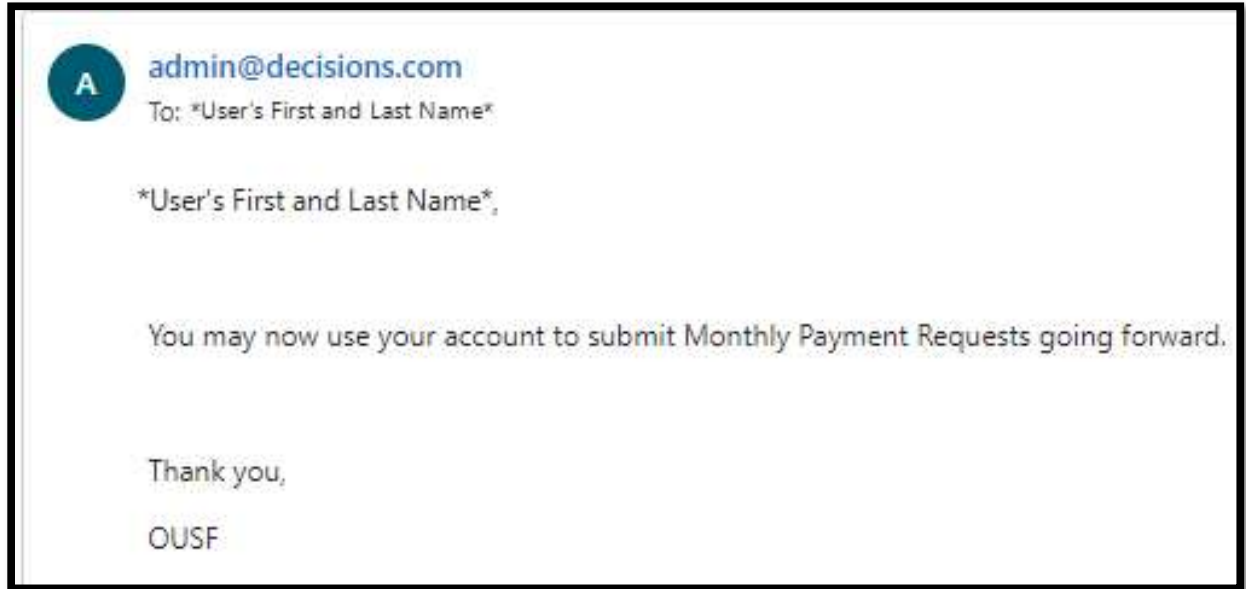 A
admin@decisions.com
To: *User's First and Last Name*
*User's First and Last Name*,
You may now use your account to submit Monthly Payment Requests going forward.
Thank you,
OUSF